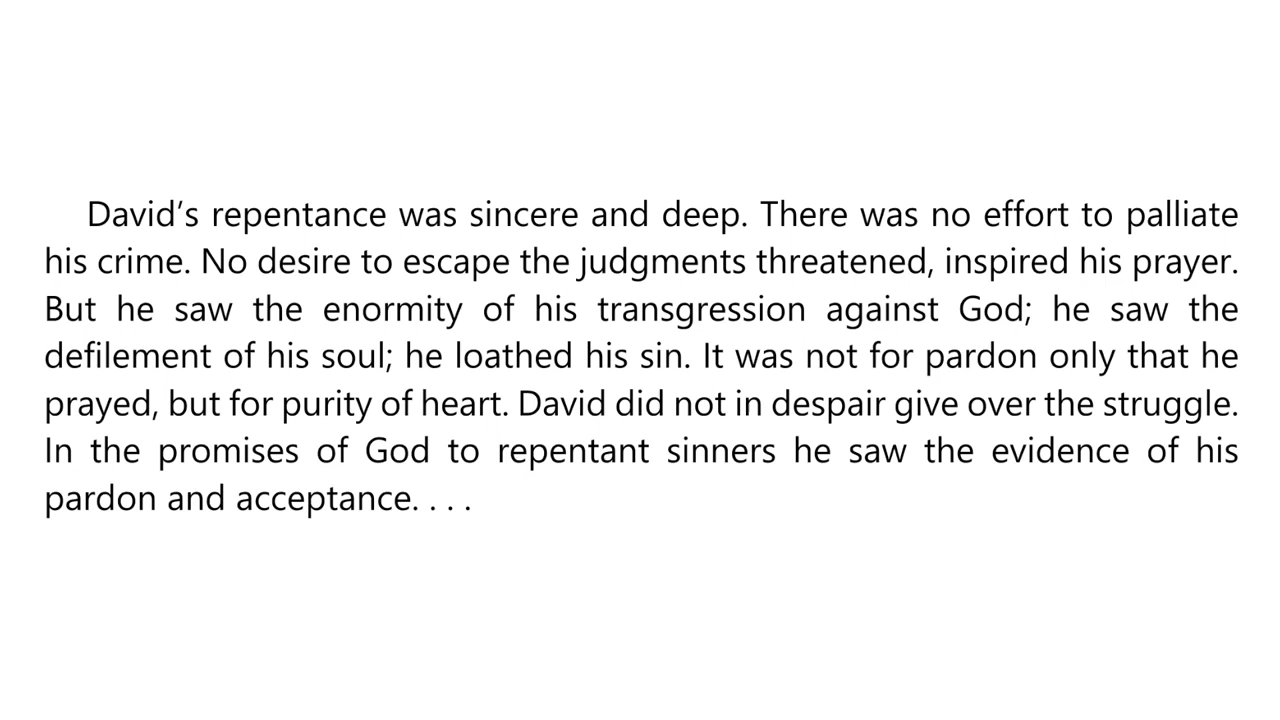 David’s repentance was sincere and deep. There was no effort to palliate
his crime. No desire to escape the judgments threatened, inspired his prayer.
But he saw the enormity of his transgression against God; he saw the
defilement of his soul; he loathed his sin. It was not for pardon only that he
prayed, but for purity of heart. David did not in despair give over the struggle.
In the promises of God to repentant sinners he saw the evidence of his
pardon and acceptance. . . .